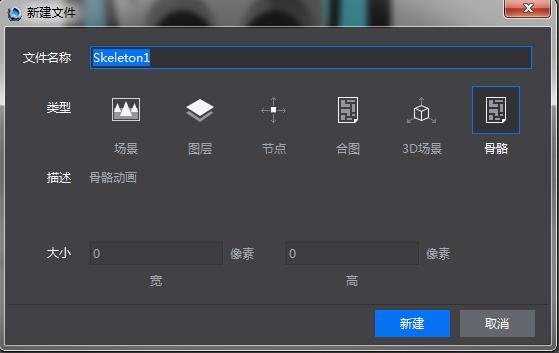 新建文件
文件名称 Skeleton1
类型
场景 图层 节点 合图 3D场景 骨骼
描述 骨骼动画
大小 0 像素 0 像素
宽 高
新建 取消